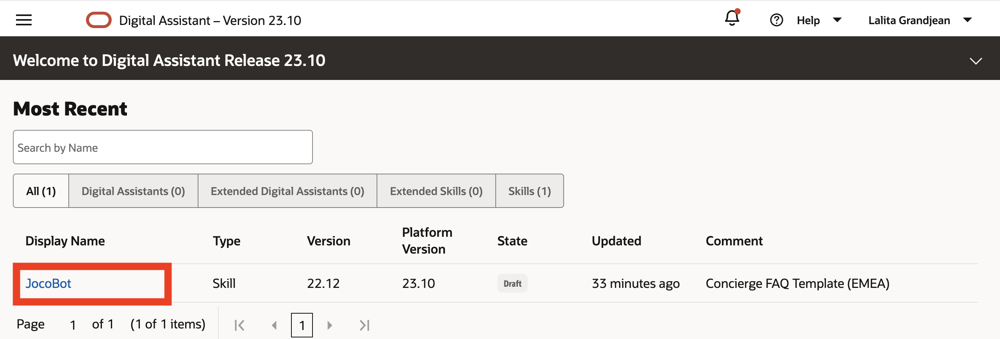 Digital Assistant – Version 23.10
Help
Lalita Grandjean
Welcome to Digital Assistant Release 23.10
Most Recent
Search by Name
All (1) Digital Assistants (0) Extended Digital Assistants (0) Extended Skills (0) Skills (1)
Display Name Type Version Platform Version State Updated Comment
JocoBot Skill 22.12 23.10 Draft 33 minutes ago Concierge FAQ Template (EMEA)
Page 1 of 1 (1 of 1 items) 1